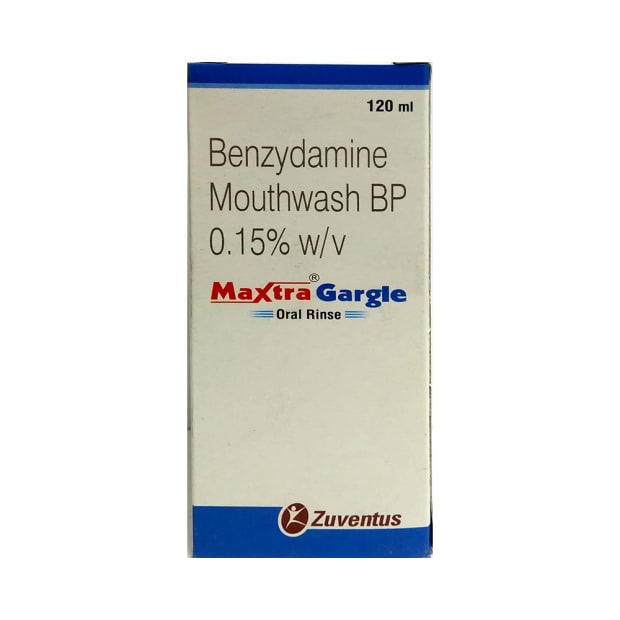 120 ml
Benzydamine
Mouthwash BP
0.15% w/v
Maxtra® Gargle
Oral Rinse
Zuventus